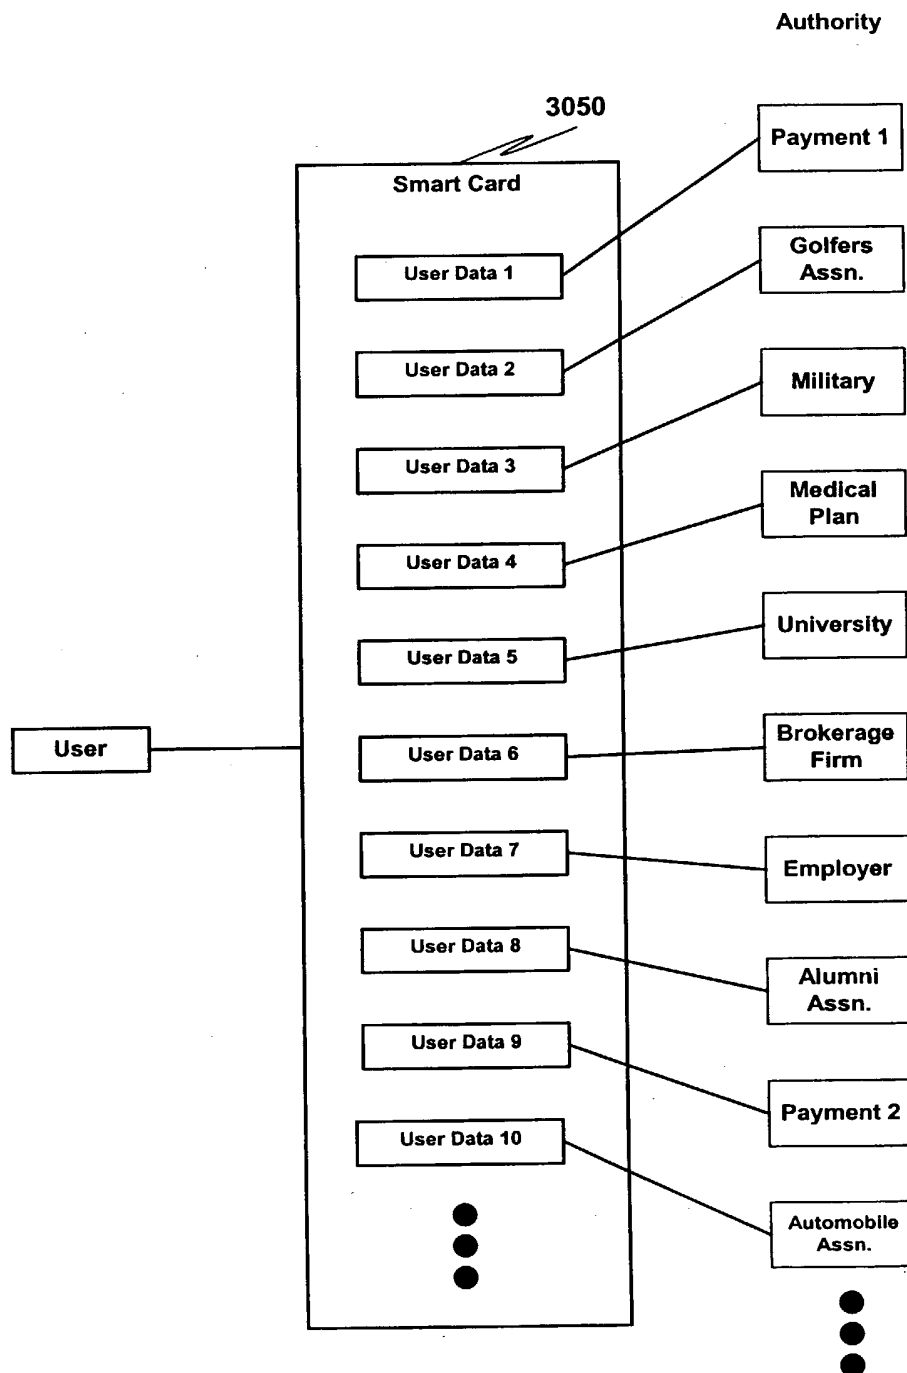 Authority
3050
Payment 1
Smart Card
Golfers
Assn.
User Data 1
User Data 2
Military
User Data 3
Medical
Plan
User Data 4
University
User Data 5
User
Brokerage
Firm
User Data 6
User Data 7
Employer
User Data 8
Alumni
Assn.
User Data 9
Payment 2
User Data 10
Automobile
Assn.